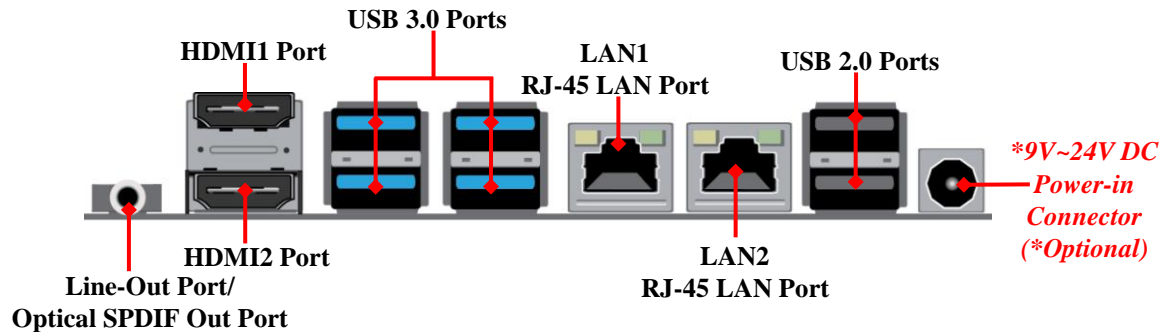 USB 3.0 Ports
HDMI1 Port
LAN1
RJ-45 LAN Port
USB 2.0 Ports
*9V~24V DC
Power-in
Connector
(*Optional)
HDMI2 Port
LAN2
RJ-45 LAN Port
Line-Out Port/
Optical SPDIF Out Port